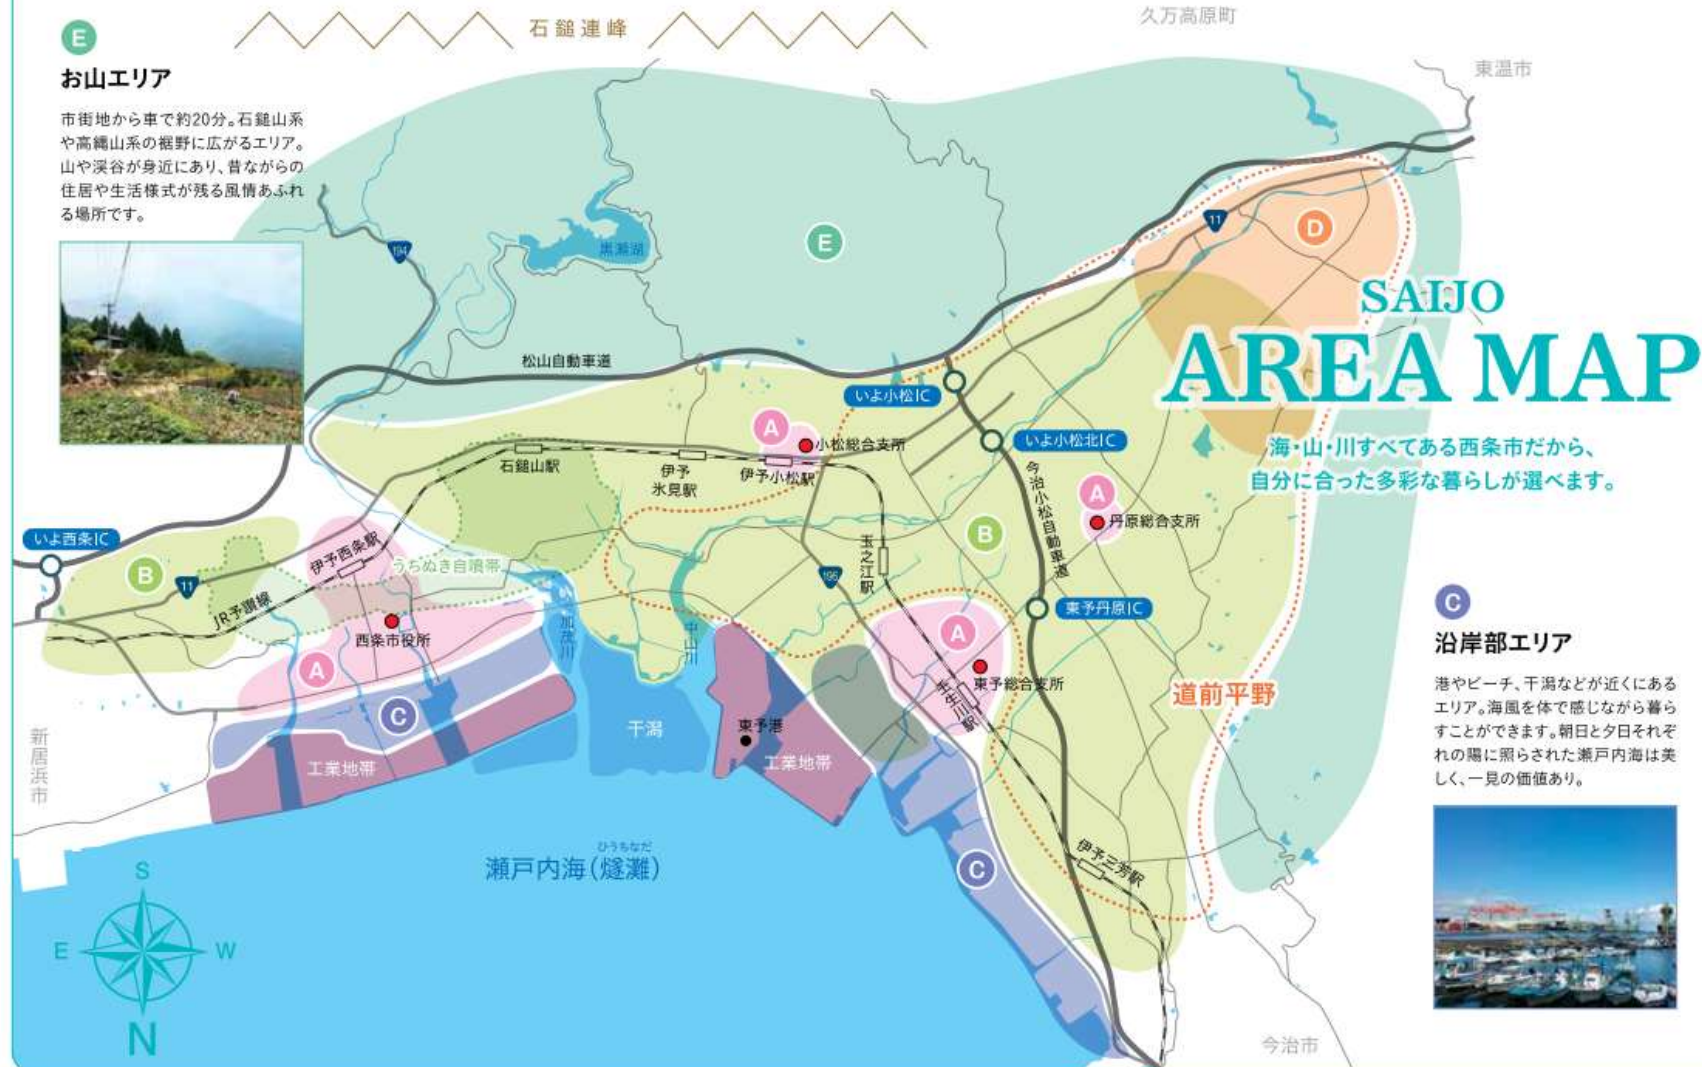 石鎚連峰
久万高原町
東温市
E
お山エリア
市街地から車で約20分。石鎚山系
や高縄山系の裾野に広がるエリア。
山や渓谷が身近にあり、昔ながらの
住居や生活様式が残る風情あふれ
る場所です。
194
黒瀬湖
E
11
D
SAIJO
AREA MAP
海・山・川すべてある西条市だから、
自分に合った多彩な暮らしが選べます。
松山自動車道
いよ小松IC
いよ小松北IC
今治小松自動車道
A
小松総合支所
石鎚山駅
伊予
氷見駅
伊予小松駅
A
丹原総合支所
B
玉之江駅
196
東予丹原IC
いよ西条IC
B
11
伊予西条駅
うちぬき自噴帯
JR予讃線
西条市役所
A
加茂川
中山川
A
東予総合支所
壬生川駅
道前平野
C
干潟
東予港
工業地帯
工業地帯
新居浜市
C
伊予三芳駅
ひうちなだ
瀬戸内海(燧灘)
S
E
W
N
今治市
C
沿岸部エリア
港やビーチ、干潟などが近くにある
エリア。海風を体で感じながら暮ら
すことができます。朝日と夕日それぞ
れの陽に照らされた瀬戸内海は美
しく、一見の価値あり。